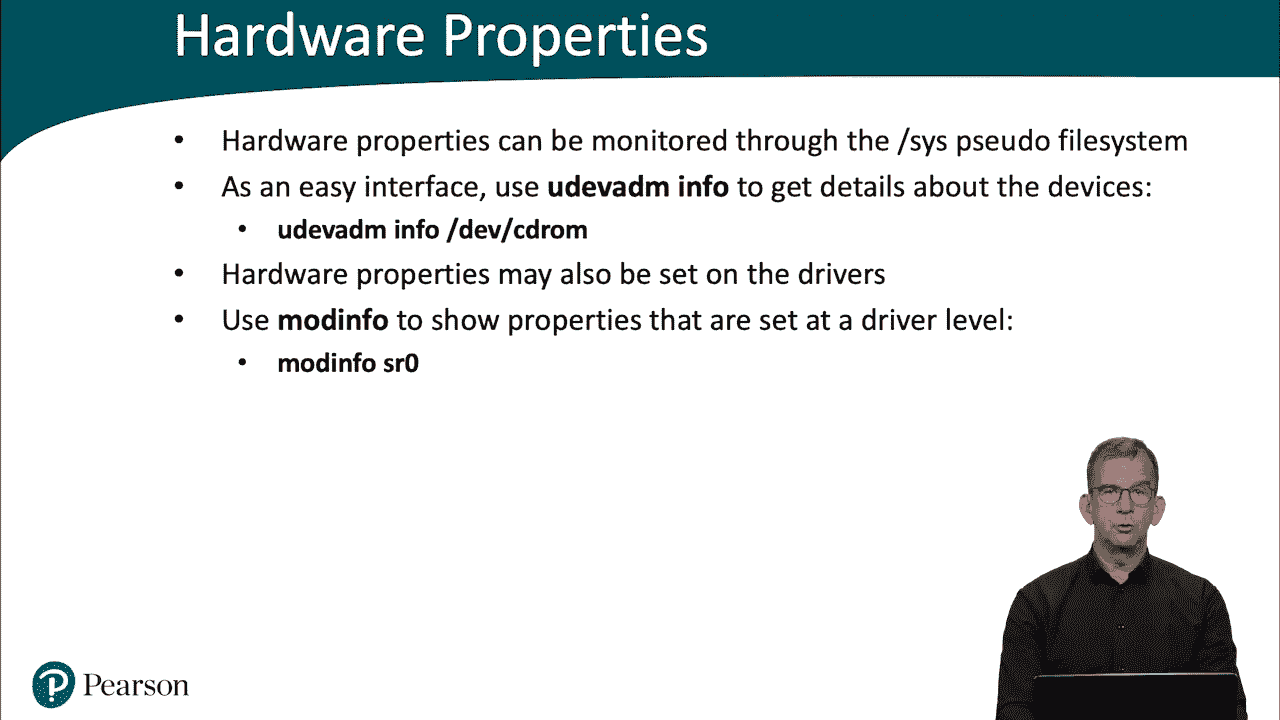 Hardware Properties
• Hardware properties can be monitored through the /sys pseudo filesystem
• As an easy interface, use udevadm info to get details about the devices:
• udevadm info /dev/cdrom
• Hardware properties may also be set on the drivers
• Use modinfo to show properties that are set at a driver level:
• modinfo sr0
Pearson